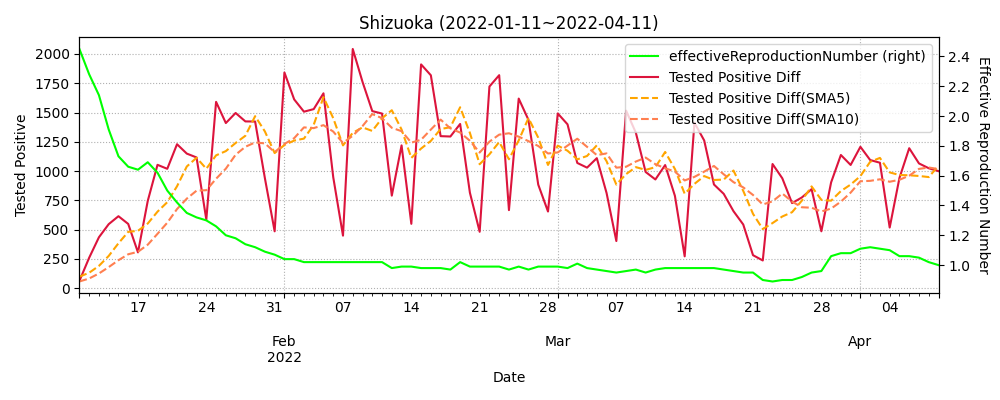 Shizuoka (2022-01-11~2022-04-11)
effectiveReproductionNumber (right)
Tested Positive Diff
Tested Positive Diff(SMA5)
Tested Positive Diff(SMA10)
Tested Positive
2000
1750
1500
1250
1000
750
500
250
0
Effective Reproduction Number
2.4
2.2
2.0
1.8
1.6
1.4
1.2
1.0
17 24 31 07 14 21 28 07 14 21 28 04
Feb Mar Apr
2022
Date